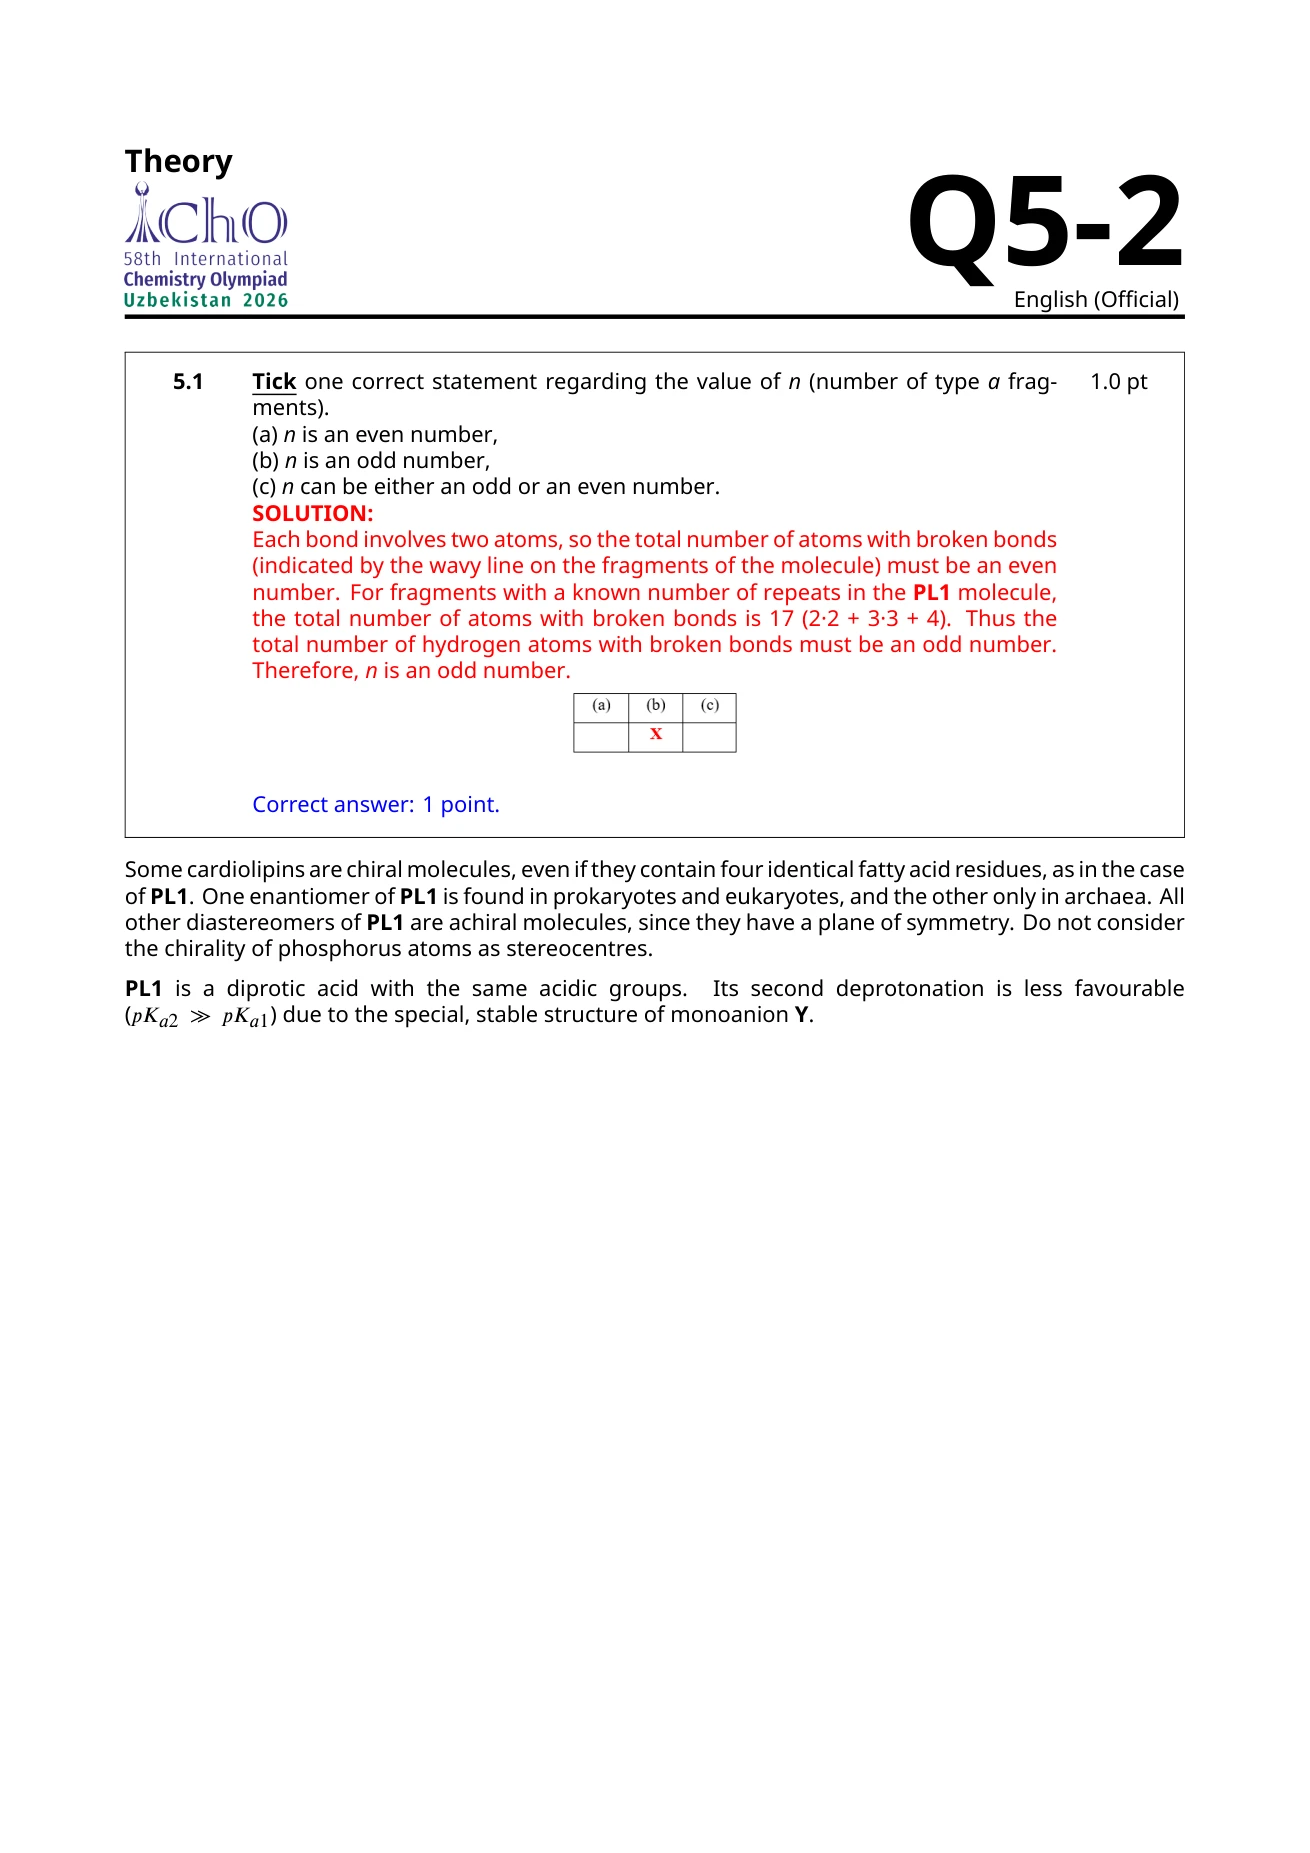 Theory
ichO
58th International
Chemistry Olympiad
Uzbekistan 2026
Q5-2
English (Official)
5.1 Tick one correct statement regarding the value of n (number of type a frag- 1.0 pt
ments).
(a) n is an even number,
(b) n is an odd number,
(c) n can be either an odd or an even number.
SOLUTION:
Each bond involves two atoms, so the total number of atoms with broken bonds
(indicated by the wavy line on the fragments of the molecule) must be an even
number. For fragments with a known number of repeats in the PL1 molecule,
the total number of atoms with broken bonds is 17 (2·2 + 3·3 + 4). Thus the
total number of hydrogen atoms with broken bonds must be an odd number.
Therefore, n is an odd number.
(a) (b) (c)
X
Correct answer: 1 point.
Some cardiolipins are chiral molecules, even if they contain four identical fatty acid residues, as in the case
of PL1. One enantiomer of PL1 is found in prokaryotes and eukaryotes, and the other only in archaea. All
other diastereomers of PL1 are achiral molecules, since they have a plane of symmetry. Do not consider
the chirality of phosphorus atoms as stereocentres.
PL1 is a diprotic acid with the same acidic groups. Its second deprotonation is less favourable
(pKa2 ≫ pKa1) due to the special, stable structure of monoanion Y.